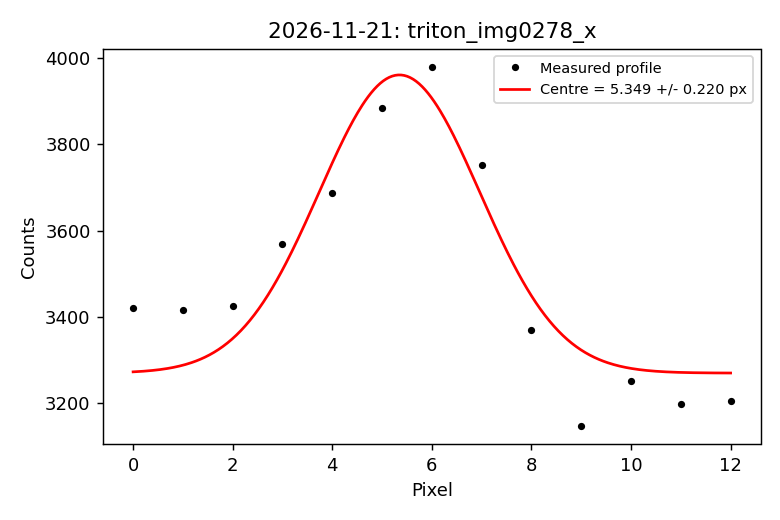 2026-11-21: triton_img0278_x
Measured profile
Centre = 5.349 +/- 0.220 px
4000
3800
3600
3400
3200
Counts
0 2 4 6 8 10 12
Pixel